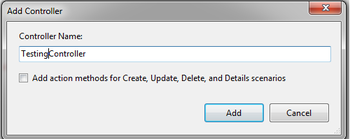 Add Controller
Controller Name:
TestingController
Add action methods for Create, Update, Delete, and Details scenarios
Add Cancel